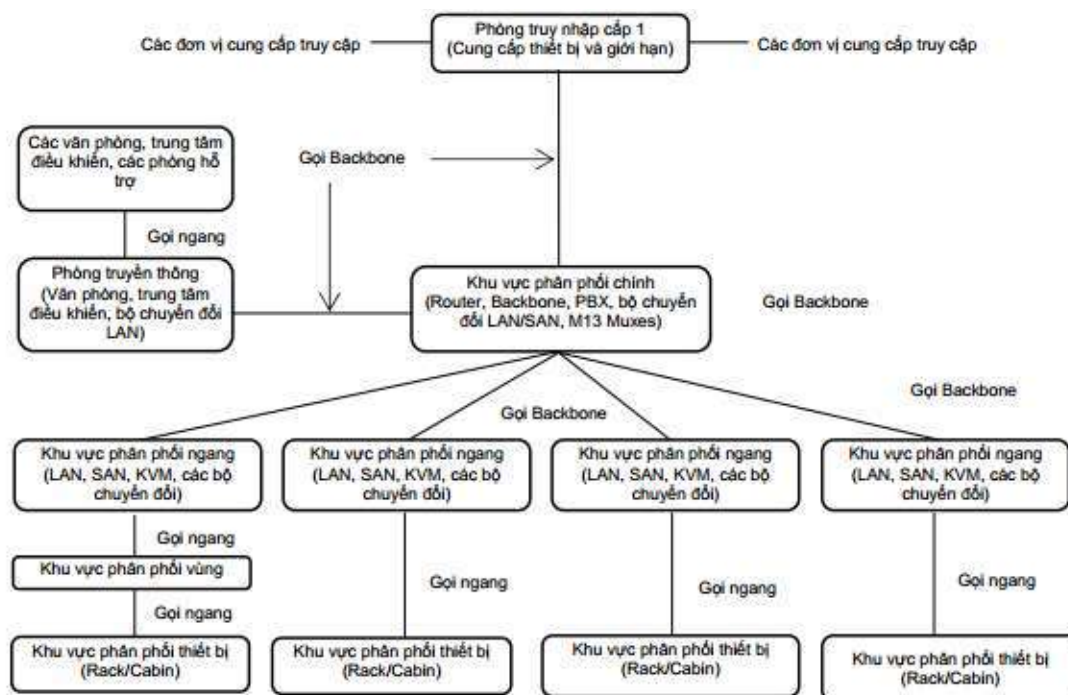 Phòng truy nhập cấp 1
(Cung cấp thiết bị và giới hạn)
Các đơn vị cung cấp truy cập
Các đơn vị cung cấp truy cập
Các văn phòng, trung tâm
điều khiển, các phòng hỗ
trợ
Gọi Backbone
Gọi ngang
Phòng truyền thông
(Văn phòng, trung tâm
điều khiển, bộ chuyển đổi
LAN)
Khu vực phân phối chính
(Router, Backbone, PBX, bộ chuyển
đổi LAN/SAN, M13 Muxes)
Gọi Backbone
Gọi Backbone
Gọi Backbone
Khu vực phân phối ngang
(LAN, SAN, KVM, các bộ
chuyển đổi)
Khu vực phân phối ngang
(LAN, SAN, KVM, các bộ
chuyển đổi)
Khu vực phân phối ngang
(LAN, SAN, KVM, các bộ
chuyển đổi)
Khu vực phân phối ngang
(LAN, SAN, KVM, các bộ
chuyển đổi)
Gọi ngang
Khu vực phân phối vùng
Gọi ngang
Gọi ngang
Gọi ngang
Gọi ngang
Khu vực phân phối thiết bị
(Rack/Cabin)
Khu vực phân phối thiết bị
(Rack/Cabin)
Khu vực phân phối thiết bị
(Rack/Cabin)
Khu vực phân phối thiết bị
(Rack/Cabin)